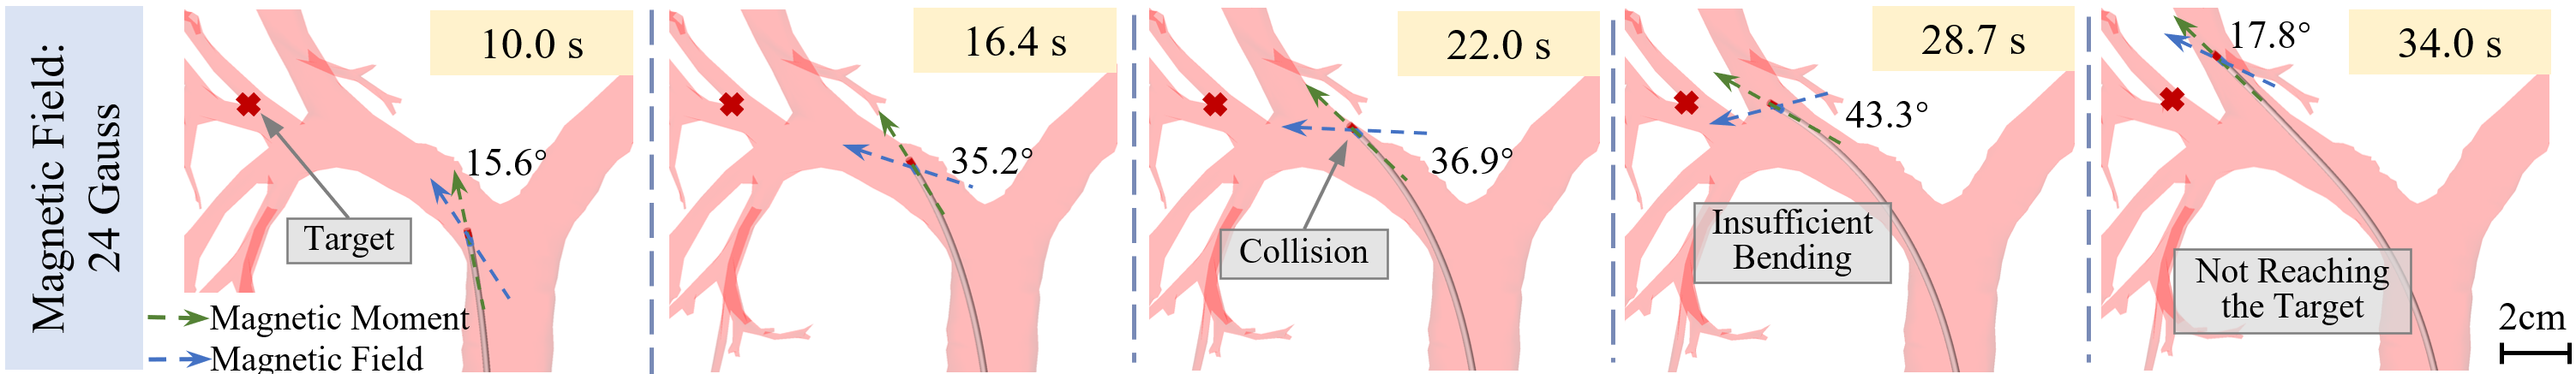 Magnetic Field:
24 Gauss
10.0 s
15.6°
Target
Magnetic Moment
Magnetic Field
16.4 s
35.2°
22.0 s
36.9°
Collision
28.7 s
43.3°
Insufficient
Bending
17.8°
34.0 s
Not Reaching
the Target
2cm